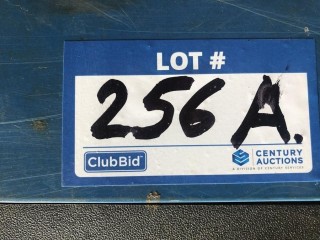 LOT #
256 A.
ClubBid
CENTURY
AUCTIONS
A DIVISION OF CENTURY SERVICES